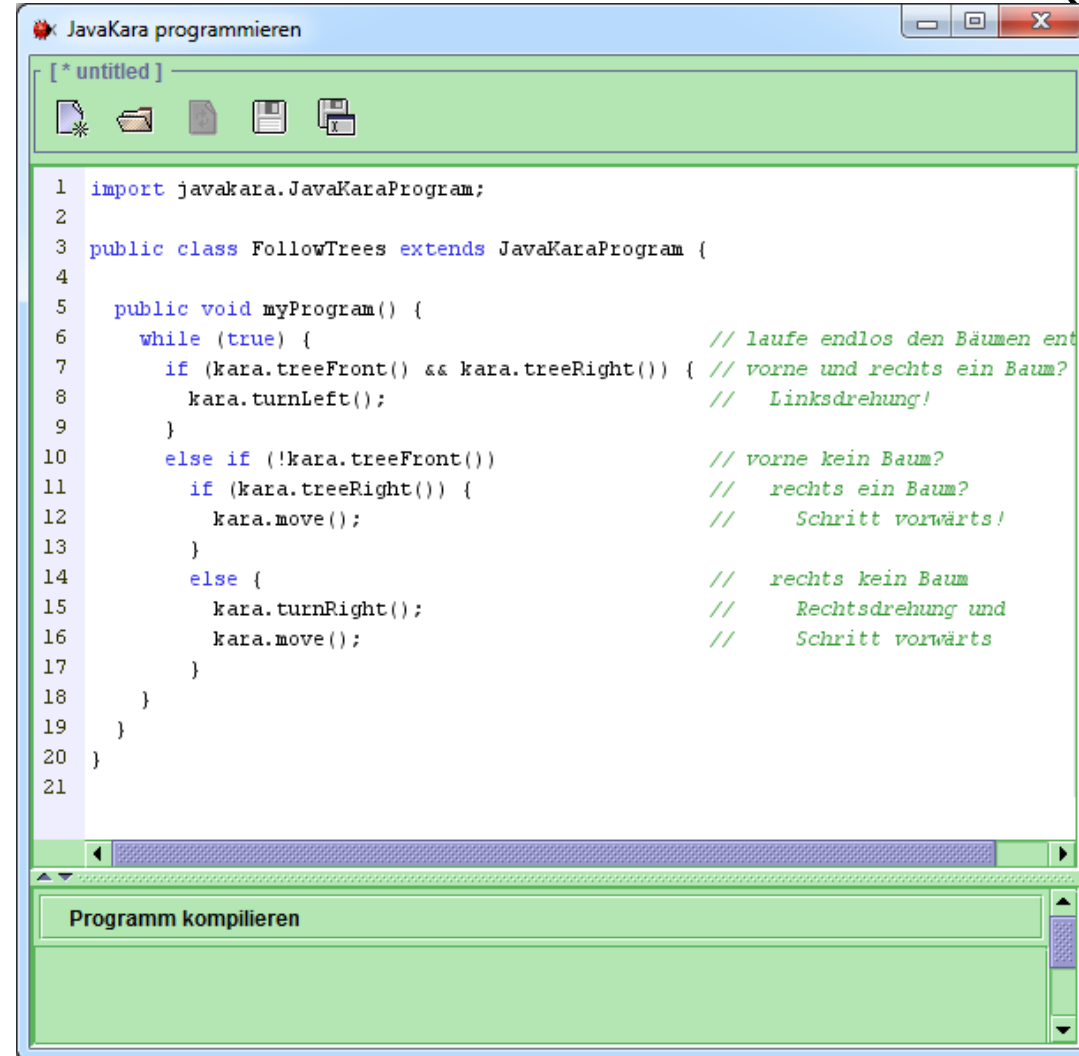 JavaKara programmieren
[ * untitled ]
1 import javakara.JavaKaraProgram;
2
3 public class FollowTrees extends JavaKaraProgram {
4
5   public void myProgram() {
6     while (true) {                                // laufe endlos den Bäumen ent
7       if (kara.treeFront() && kara.treeRight()) { // vorne und rechts ein Baum?
8         kara.turnLeft();                          //   Linksdrehung!
9       }
10       else if (!kara.treeFront())                 // vorne kein Baum?
11         if (kara.treeRight()) {                   //   rechts ein Baum?
12           kara.move();                            //     Schritt vorwärts!
13         }
14         else {                                    //   rechts kein Baum
15           kara.turnRight();                       //     Rechtsdrehung und
16           kara.move();                            //     Schritt vorwärts
17         }
18     }
19   }
20 }
21
Programm kompilieren